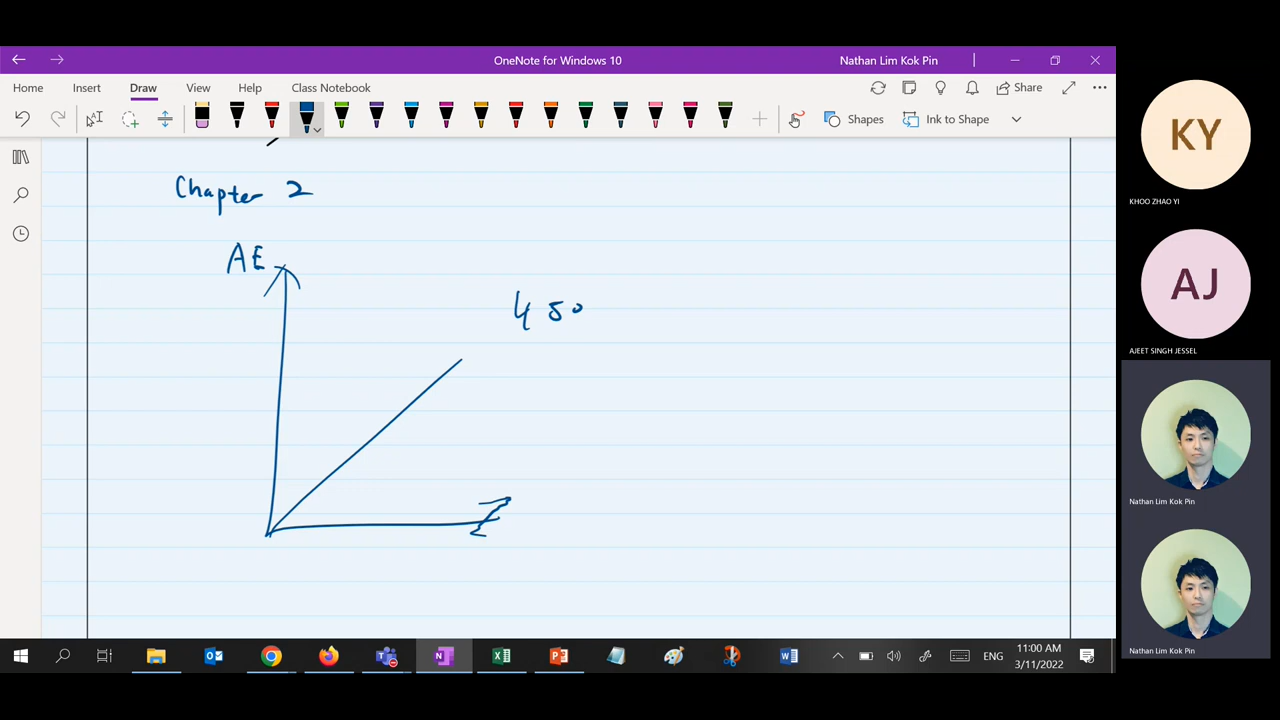 OneNote for Windows 10
Nathan Lim Kok Pin
Home Insert Draw View Help Class Notebook
Share
Shapes Ink to Shape
Chapter 2
AE
45°
KY
KHOO ZHAO YI
AJ
AJEET SINGH JESSEL
Nathan Lim Kok Pin
Nathan Lim Kok Pin
ENG
11:00 AM
3/11/2022